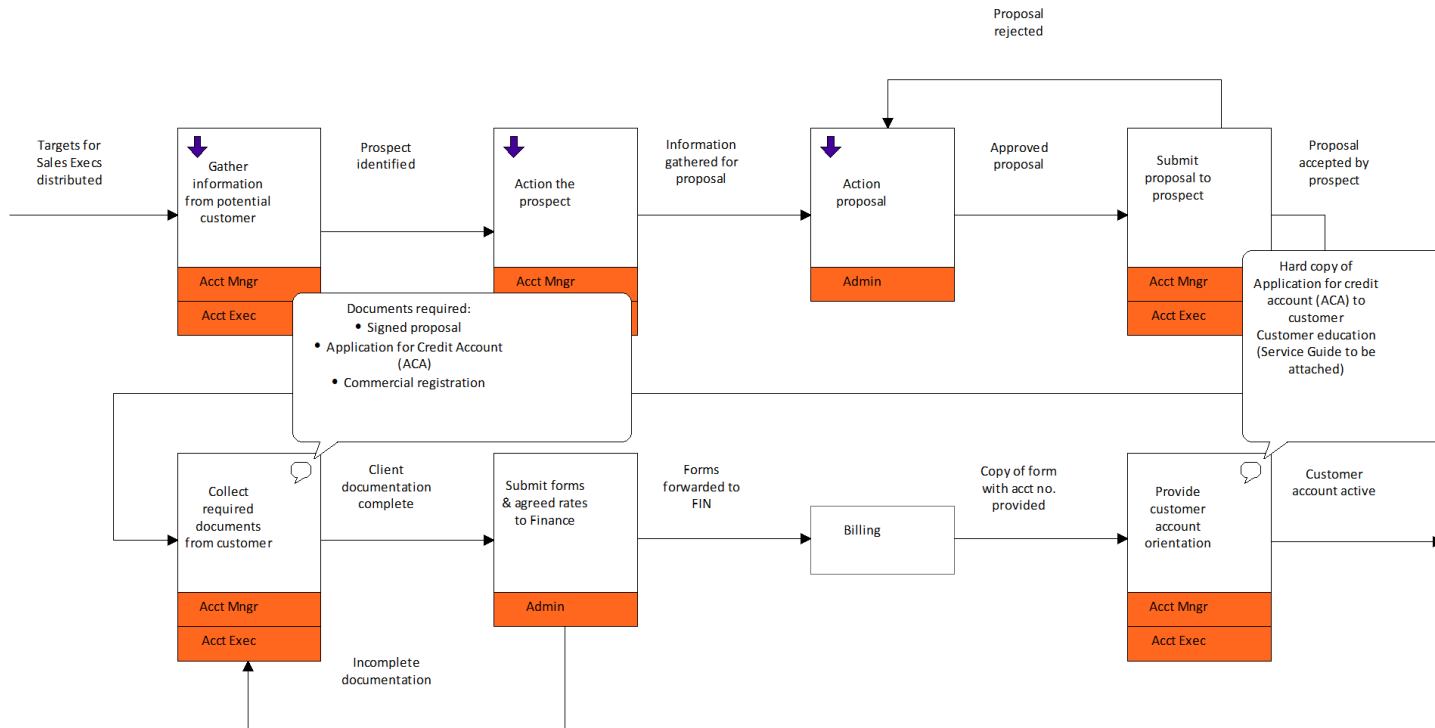 Proposal
rejected
Targets for
Sales Execs
distributed
Gather
information
from potential
customer
Acct Mngr
Acct Exec
Prospect
identified
Action the
prospect
Acct Mngr
Information
gathered for
proposal
Action
proposal
Admin
Approved
proposal
Submit
proposal to
prospect
Acct Mngr
Acct Exec
Proposal
accepted by
prospect
Documents required:
• Signed proposal
• Application for Credit Account
(ACA)
• Commercial registration
Hard copy of
Application for credit
account (ACA) to
customer
Customer education
(Service Guide to be
attached)
Collect
required
documents
from customer
Acct Mngr
Acct Exec
Client
documentation
complete
Submit forms
& agreed rates
to Finance
Admin
Forms
forwarded to
FIN
Billing
Copy of form
with acct no.
provided
Provide
customer
account
orientation
Acct Mngr
Acct Exec
Customer
account active
Incomplete
documentation